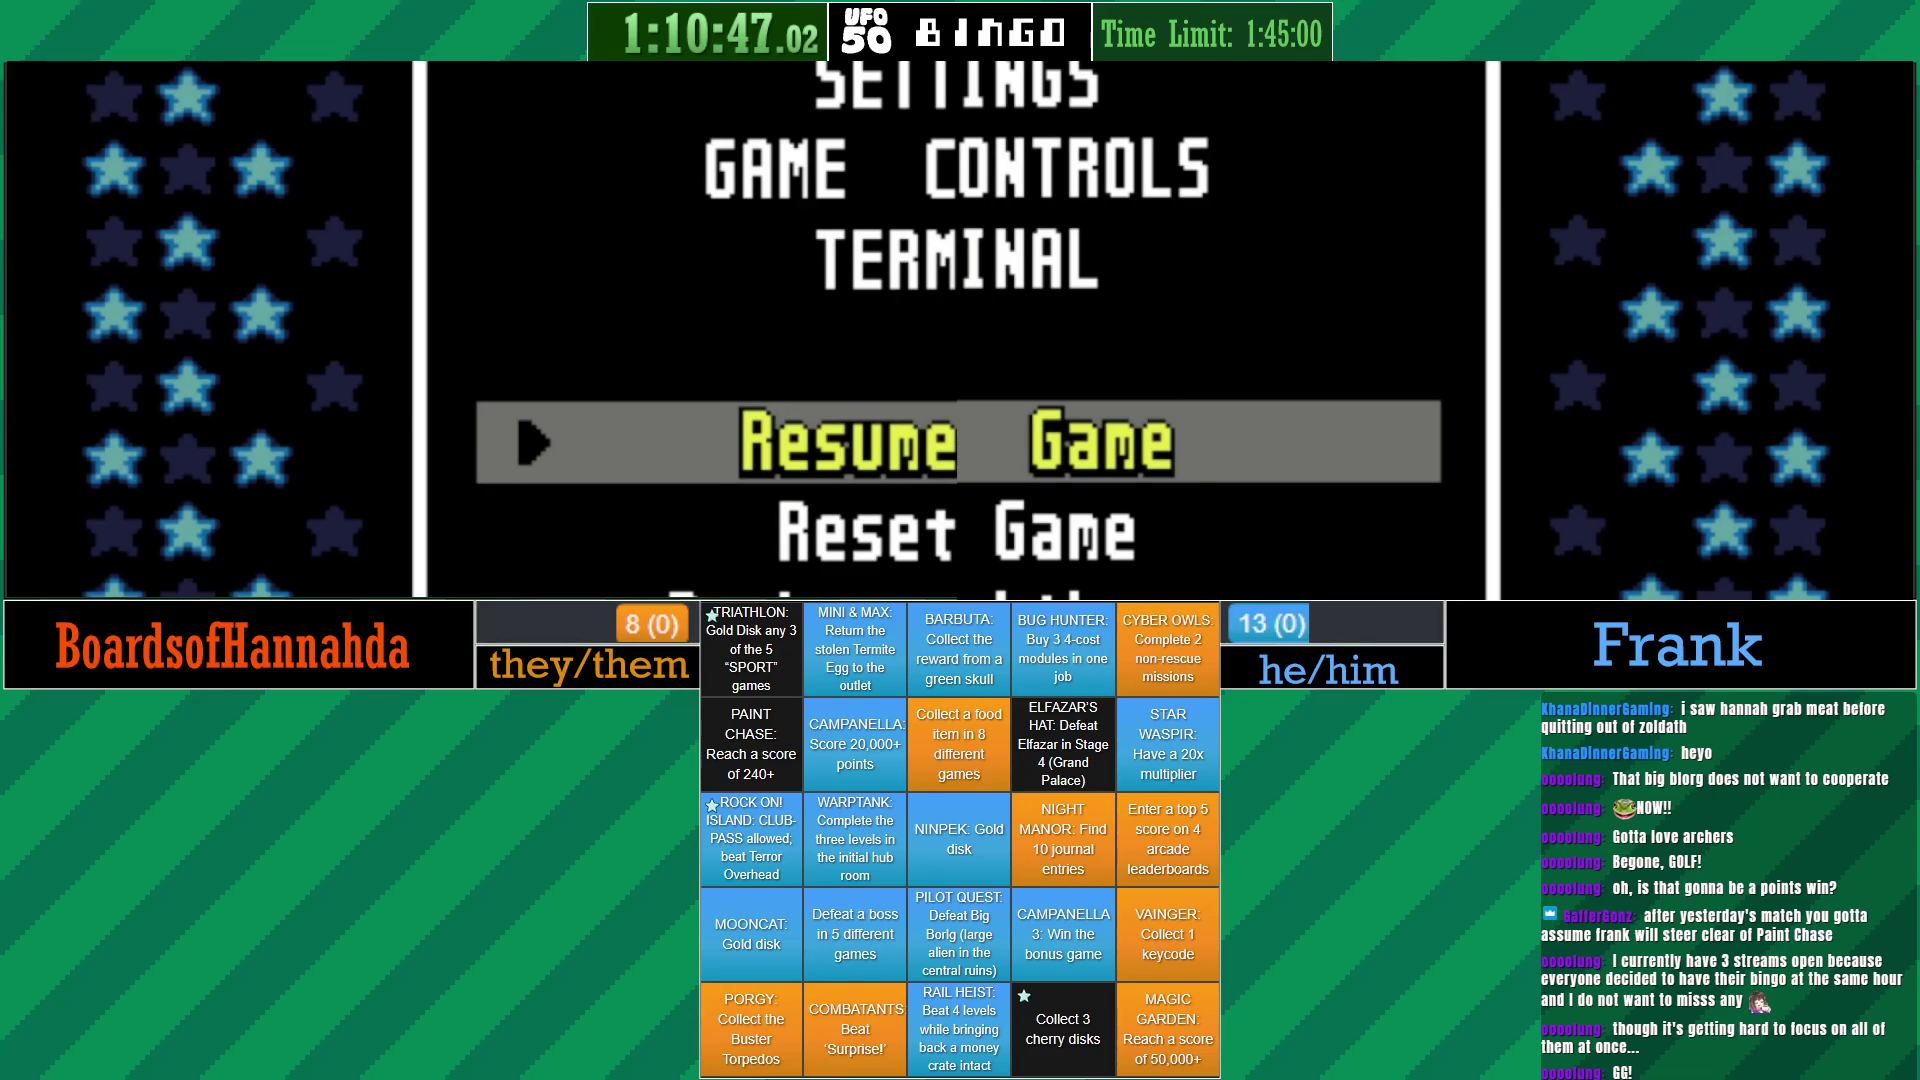 1:10:47.02
UFO
50
BINGO
Time Limit: 1:45:00
SETTINGS
GAME CONTROLS
TERMINAL
Resume Game
Reset Game
BoardsofHannahda
8 (0)
they/them
13 (0)
he/him
Frank
TRIATHLON:
Gold Disk any 3
of the 5
“SPORT”
games
MINI & MAX:
Return the
stolen Termite
Egg to the
outlet
BARBUTA:
Collect the
reward from a
green skull
BUG HUNTER:
Buy 3 4-cost
modules in one
job
CYBER OWLS:
Complete 2
non-rescue
missions
PAINT
CHASE:
Reach a score
of 240+
CAMPANELLA:
Score 20,000+
points
Collect a food
item in 8
different
games
ELFAZAR'S
HAT: Defeat
Elfazar in Stage
4 (Grand
Palace)
STAR
WASPIR:
Have a 20x
multiplier
ROCK ON!
ISLAND: CLUB-
PASS allowed;
beat Terror
Overhead
WARPTANK:
Complete the
three levels in
the initial hub
room
NINPEK: Gold
disk
NIGHT
MANOR: Find
10 journal
entries
Enter a top 5
score on 4
arcade
leaderboards
MOONCAT:
Gold disk
Defeat a boss
in 5 different
games
PILOT QUEST:
Defeat Big
Borlg (large
alien in the
central ruins)
CAMPANELLA
3: Win the
bonus game
VAINGER:
Collect 1
keycode
PORGY:
Collect the
Buster
Torpedos
COMBATANTS:
Beat
‘Surprise!’
RAIL HEIST:
Beat 4 levels
while bringing
back a money
crate intact
Collect 3
cherry disks
MAGIC
GARDEN:
Reach a score
of 50,000+
KhanaDinnerGaming: i saw hannah grab meat before
quitting out of zoldath
KhanaDinnerGaming: heyo
oooolung: That big blorg does not want to cooperate
oooolung: NOW!!
oooolung: Gotta love archers
oooolung: Begone, GOLF!
oooolung: oh, is that gonna be a points win?
GafferGonz: after yesterday's match you gotta
assume frank will steer clear of Paint Chase
oooolung: I currently have 3 streams open because
everyone decided to have their bingo at the same hour
and I do not want to misss any
oooolung: though it's getting hard to focus on all of
them at once...
oooolung: GG!